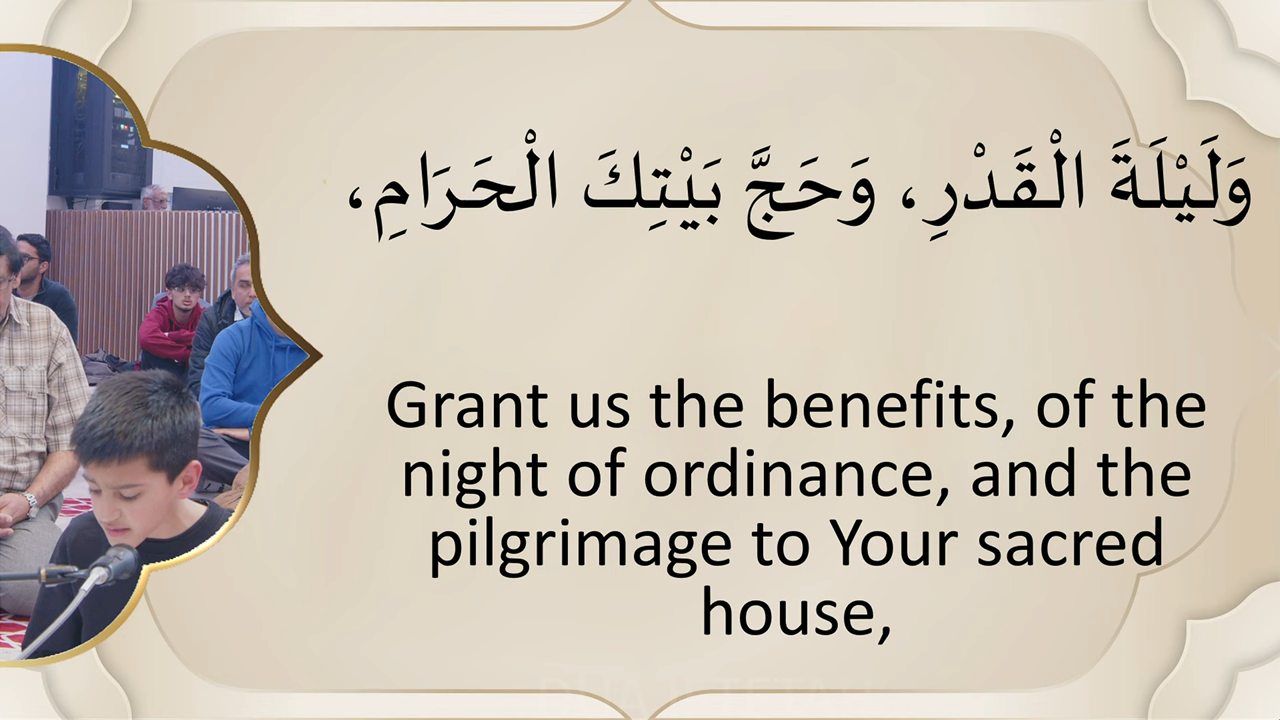 وَلَيْلَةَ الْقَدْرِ، وَحَجَّ بَيْتِكَ الْحَرَامِ،
Grant us the benefits, of the
night of ordinance, and the
pilgrimage to Your sacred
house,